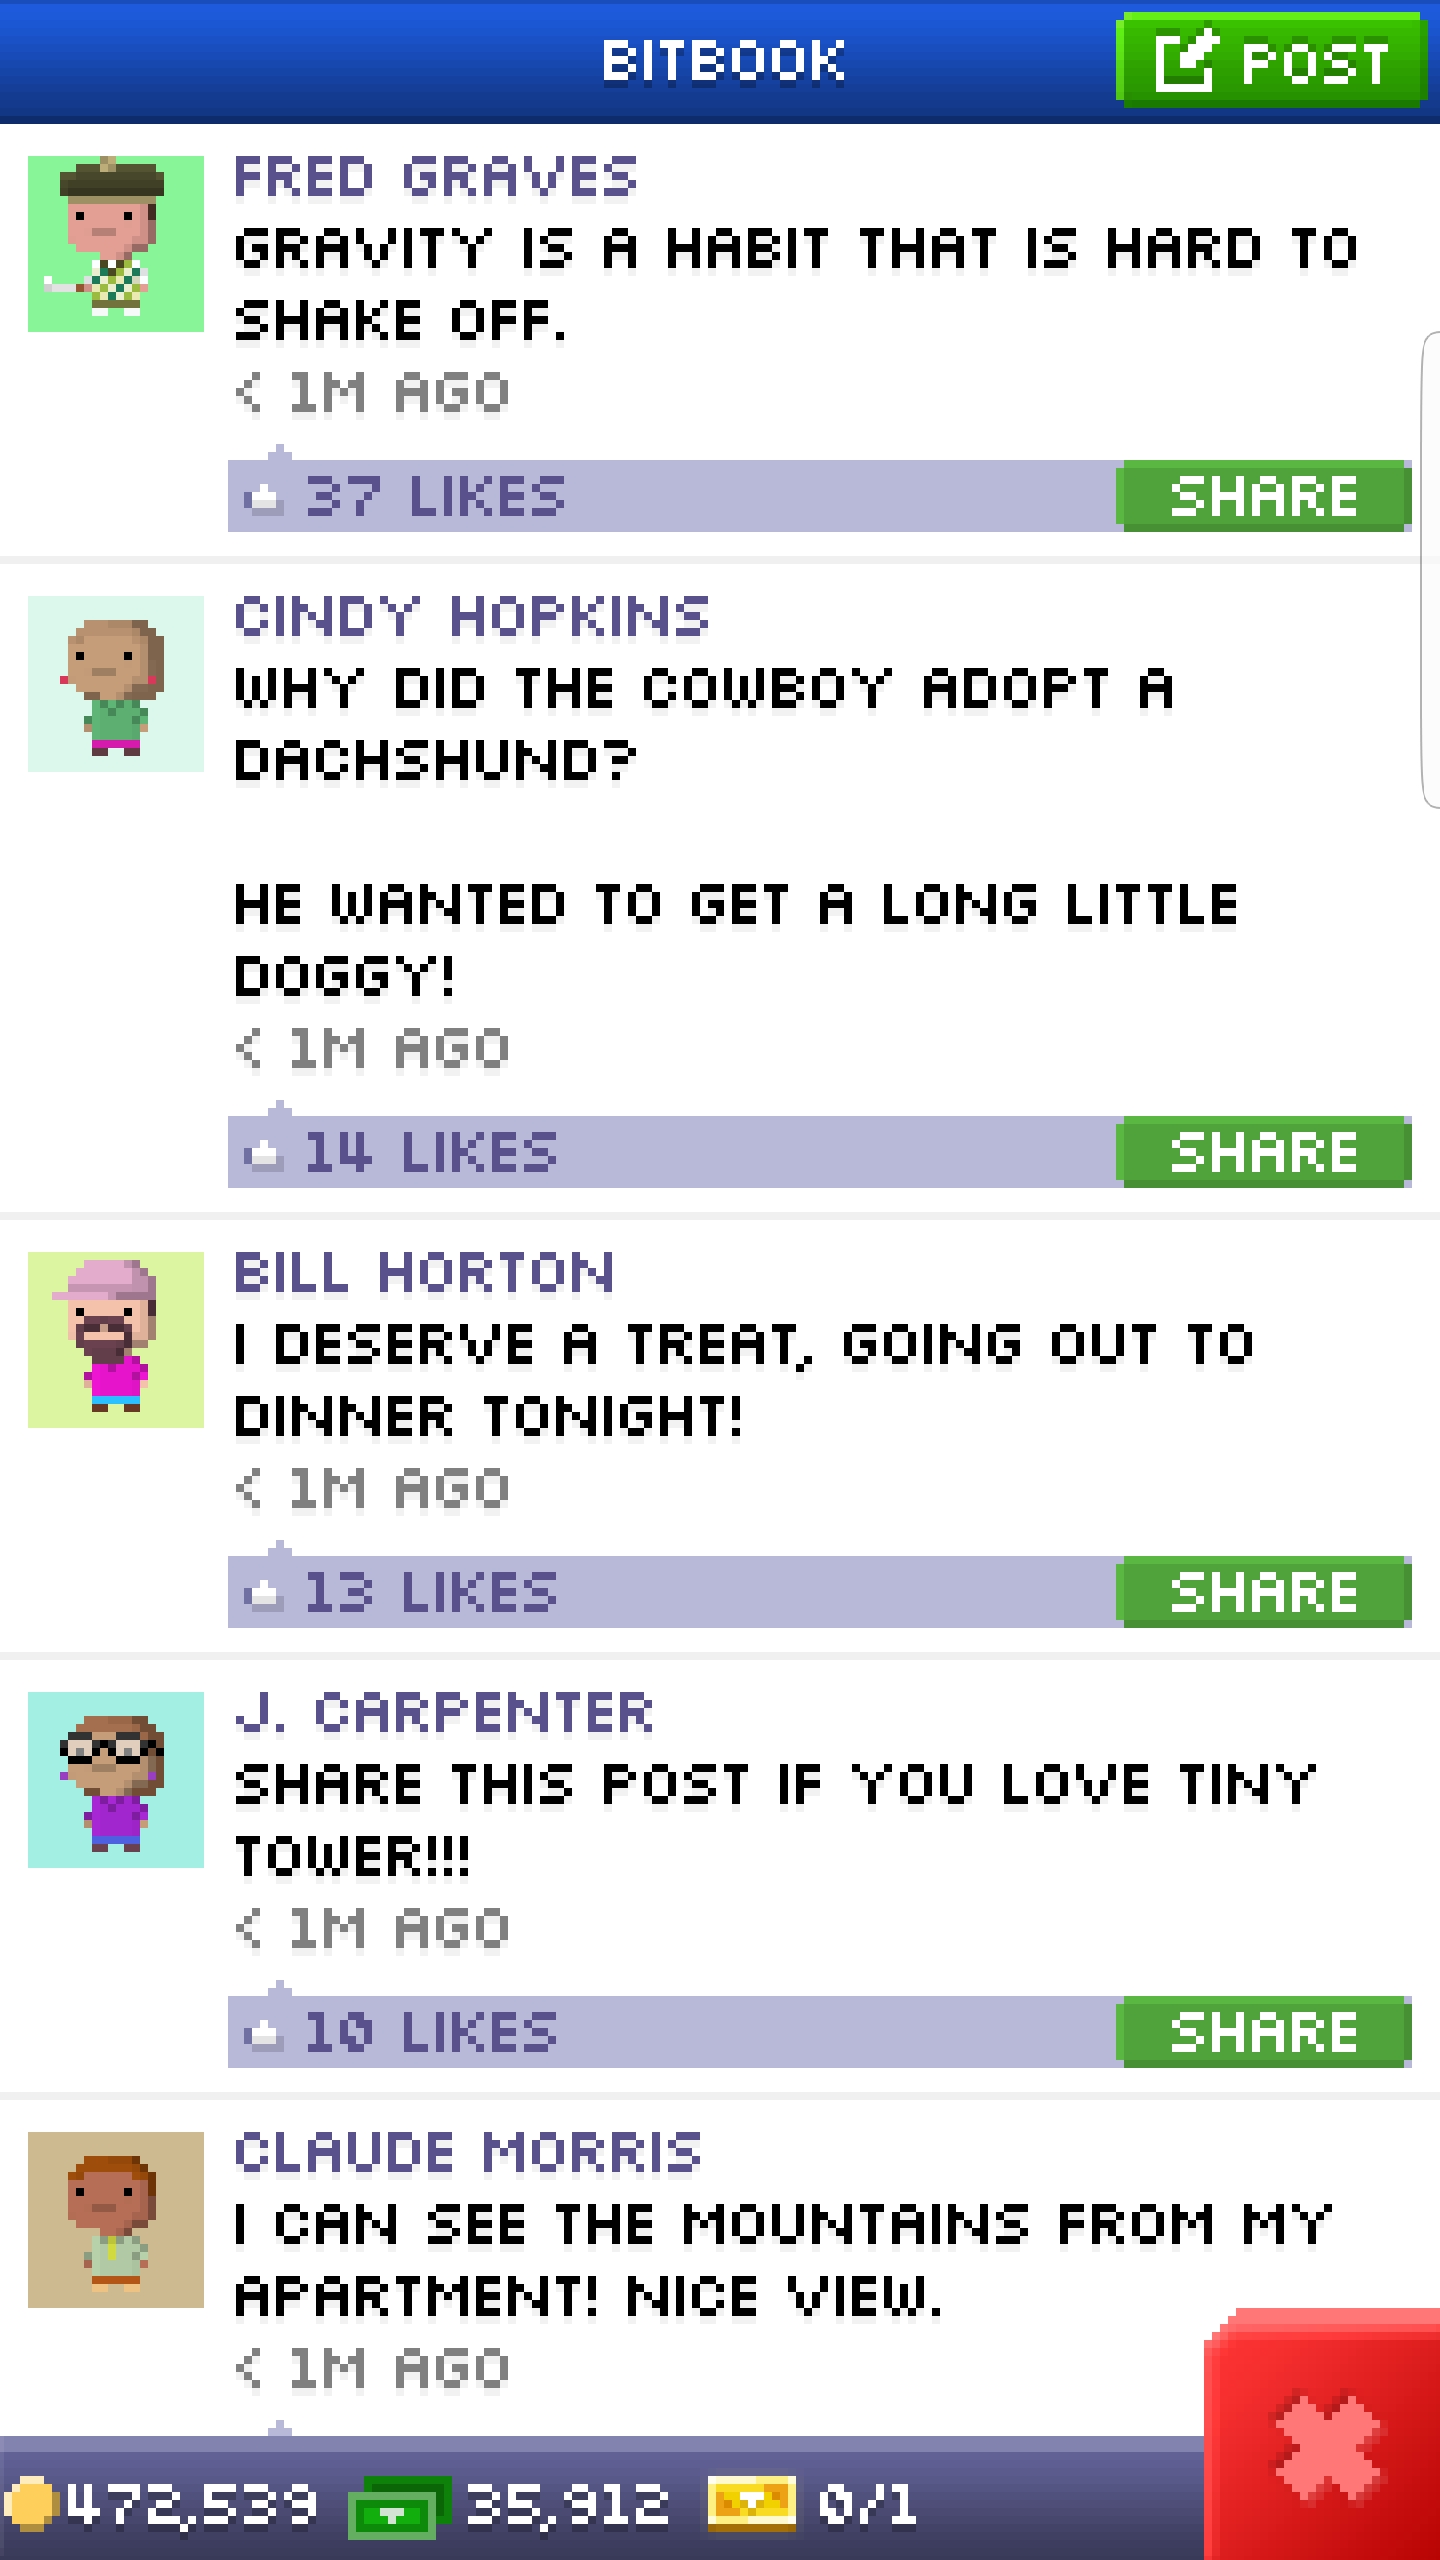 BITBOOK
POST
FRED GRAVES
GRAVITY IS A HABIT THAT IS HARD TO
SHAKE OFF.
< 1M AGO
37 LIKES
SHARE
CINDY HOPKINS
WHY DID THE COWBOY ADOPT A
DACHSHUND?
HE WANTED TO GET A LONG LITTLE
DOGGY!
< 1M AGO
14 LIKES
SHARE
BILL HORTON
I DESERVE A TREAT, GOING OUT TO
DINNER TONIGHT!
< 1M AGO
13 LIKES
SHARE
J. CARPENTER
SHARE THIS POST IF YOU LOVE TINY
TOWER!!!
< 1M AGO
10 LIKES
SHARE
CLAUDE MORRIS
I CAN SEE THE MOUNTAINS FROM MY
APARTMENT! NICE VIEW.
< 1M AGO
472,539 35,912 0/1